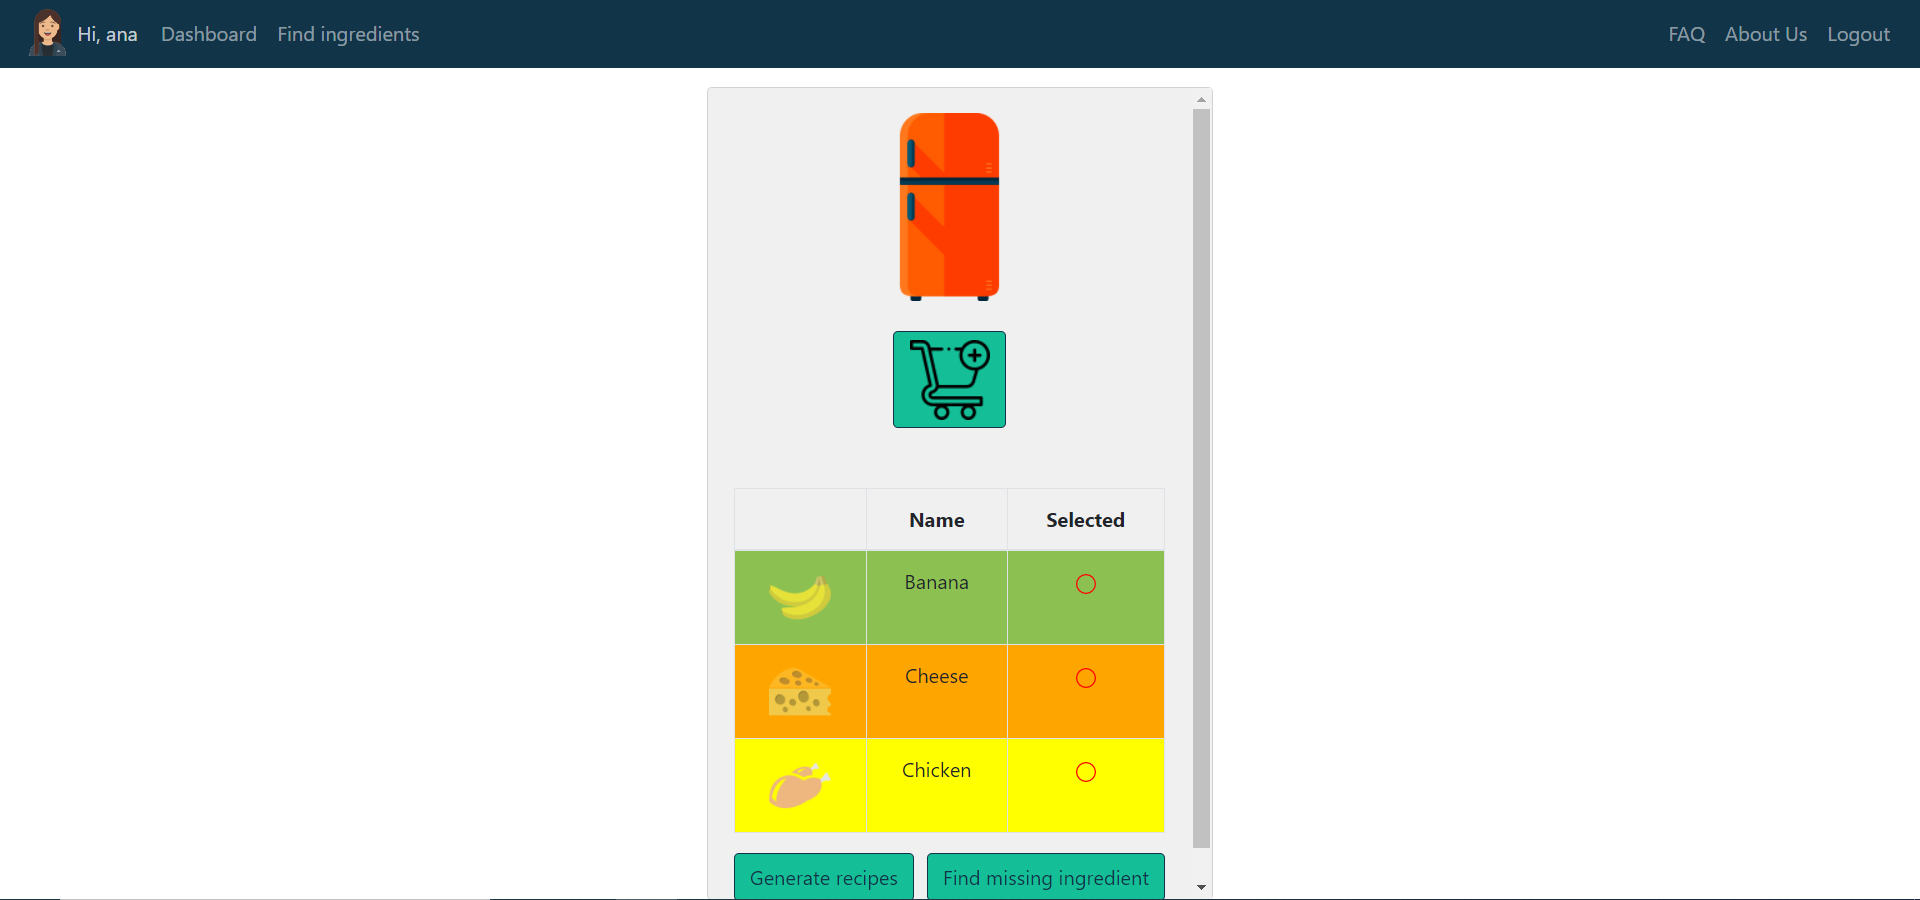 Hi, ana Dashboard Find ingredients FAQ About Us Logout
Name Selected
Banana
Cheese
Chicken
Generate recipes Find missing ingredient